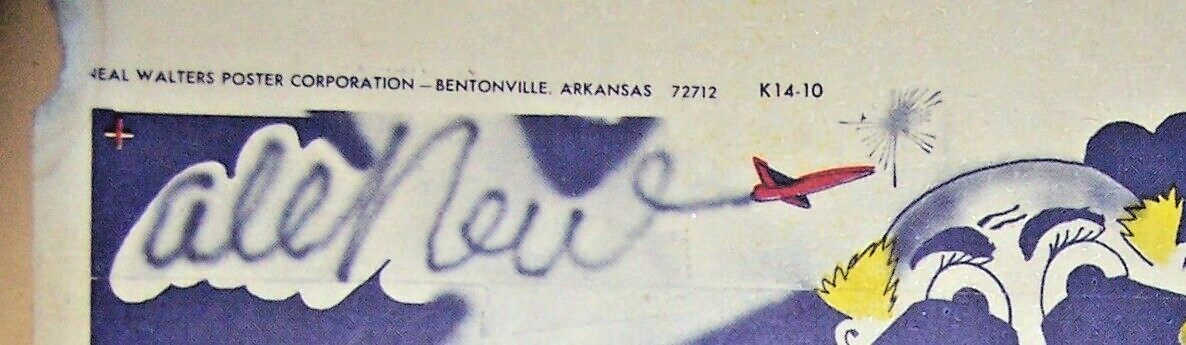 NEAL WALTERS POSTER CORPORATION – BENTONVILLE, ARKANSAS 72712 K14-10
all New